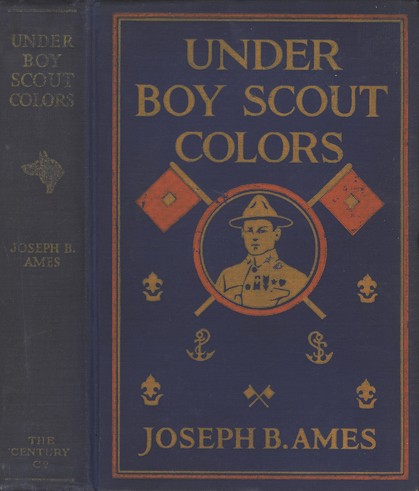 UNDER
BOY
SCOUT
COLORS
JOSEPH B.
AMES
THE
CENTURY
CO
UNDER
BOY SCOUT
COLORS
JOSEPH B. AMES